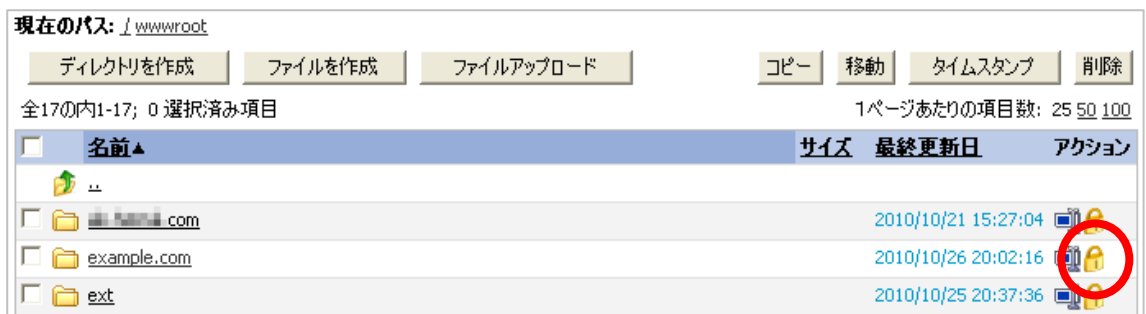 現在のパス: / wwwroot
ディレクトリを作成 ファイルを作成 ファイルアップロード コピー 移動 タイムスタンプ 削除
全17の内1-17; 0 選択済み項目 1ページあたりの項目数: 25 50 100
名前▲ サイズ 最終更新日 アクション
..
.com 2010/10/21 15:27:04
example.com 2010/10/26 20:02:16
ext 2010/10/25 20:37:36